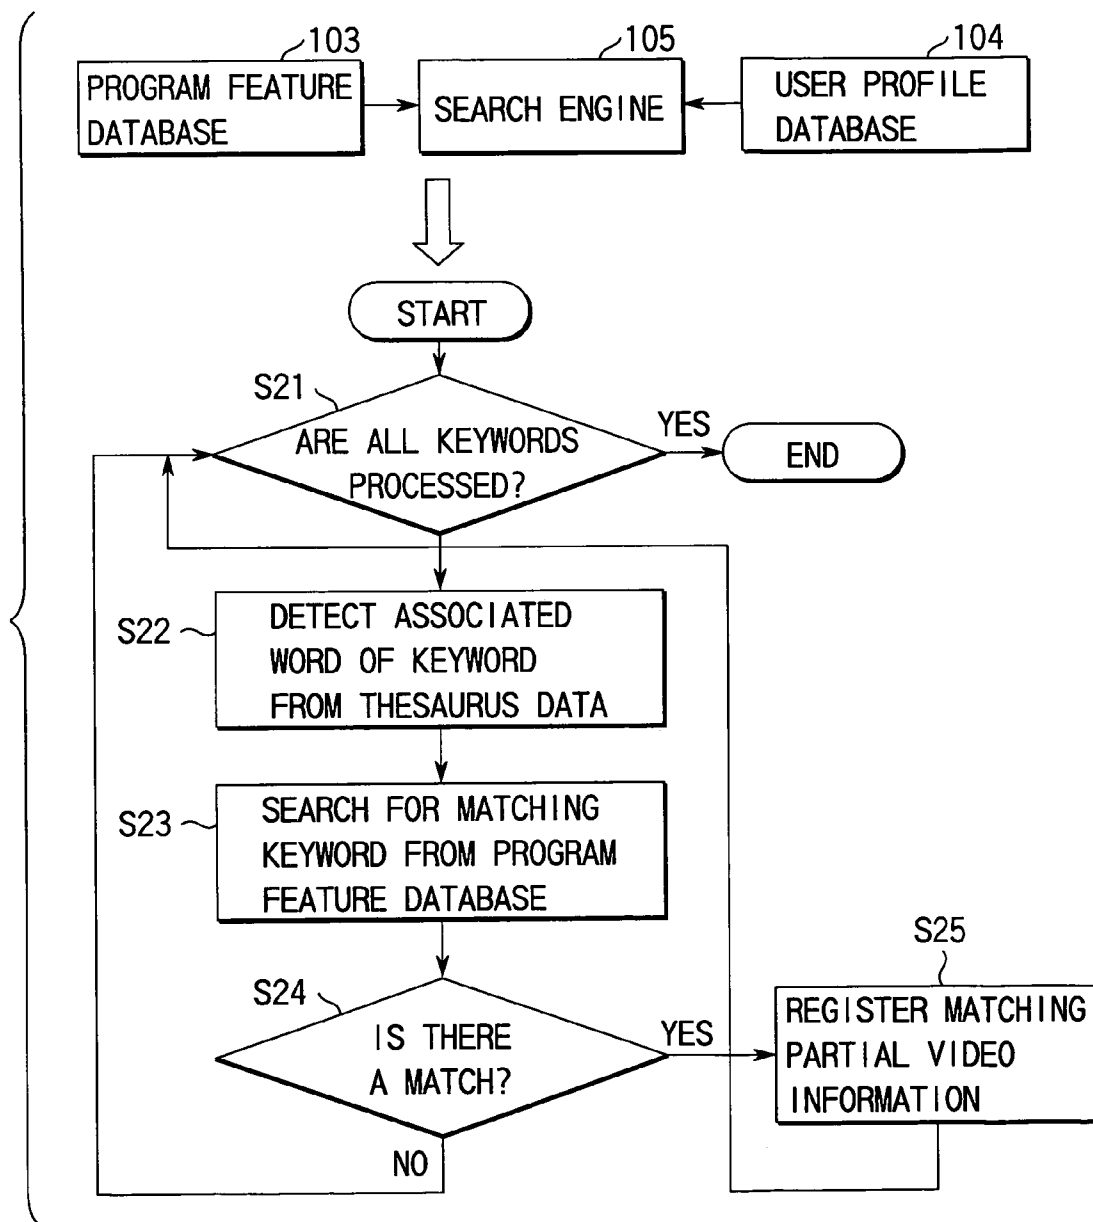 103
105
104
PROGRAM FEATURE
DATABASE
SEARCH ENGINE
USER PROFILE
DATABASE
START
S21
ARE ALL KEYWORDS
PROCESSED?
YES
END
S22
DETECT ASSOCIATED
WORD OF KEYWORD
FROM THESAURUS DATA
S23
SEARCH FOR MATCHING
KEYWORD FROM PROGRAM
FEATURE DATABASE
S24
IS THERE
A MATCH?
YES
NO
S25
REGISTER MATCHING
PARTIAL VIDEO
INFORMATION